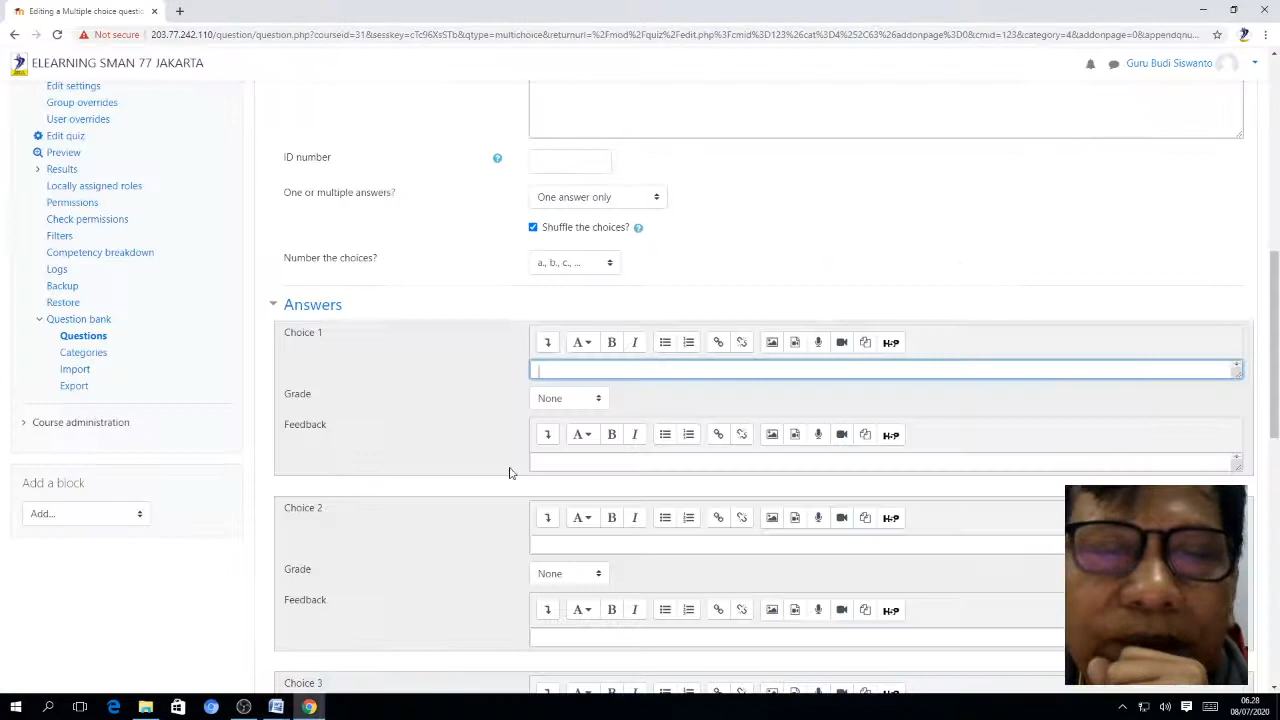 Editing a Multiple choice questi
Not secure
203.77.242.110/question/question.php?courseid=31&sesskey=cTc96XsSTb&qtype=multichoice&returnurl=%2Fmod%2Fquiz%2Fedit.php%3Fcmid%3D123%26cat%3D4%252C63%26addonpage%3D0&cmid=123&category=4&addonpage=0&appendqnu...
ELEARNING SMAN 77 JAKARTA
Guru Budi Siswanto
Edit settings
Group overrides
User overrides
Edit quiz
Preview
Results
Locally assigned roles
Permissions
Check permissions
Filters
Competency breakdown
Logs
Backup
Restore
Question bank
Questions
Categories
Import
Export
Course administration
Add a block
Add...
ID number
One or multiple answers?
One answer only
Shuffle the choices?
Number the choices?
a., b., c., ...
Answers
Choice 1
A B I H-P
Grade
None
Feedback
A B I H-P
Choice 2
A B I H-P
Grade
None
Feedback
A B I H-P
Choice 3
06.28
08/07/2020